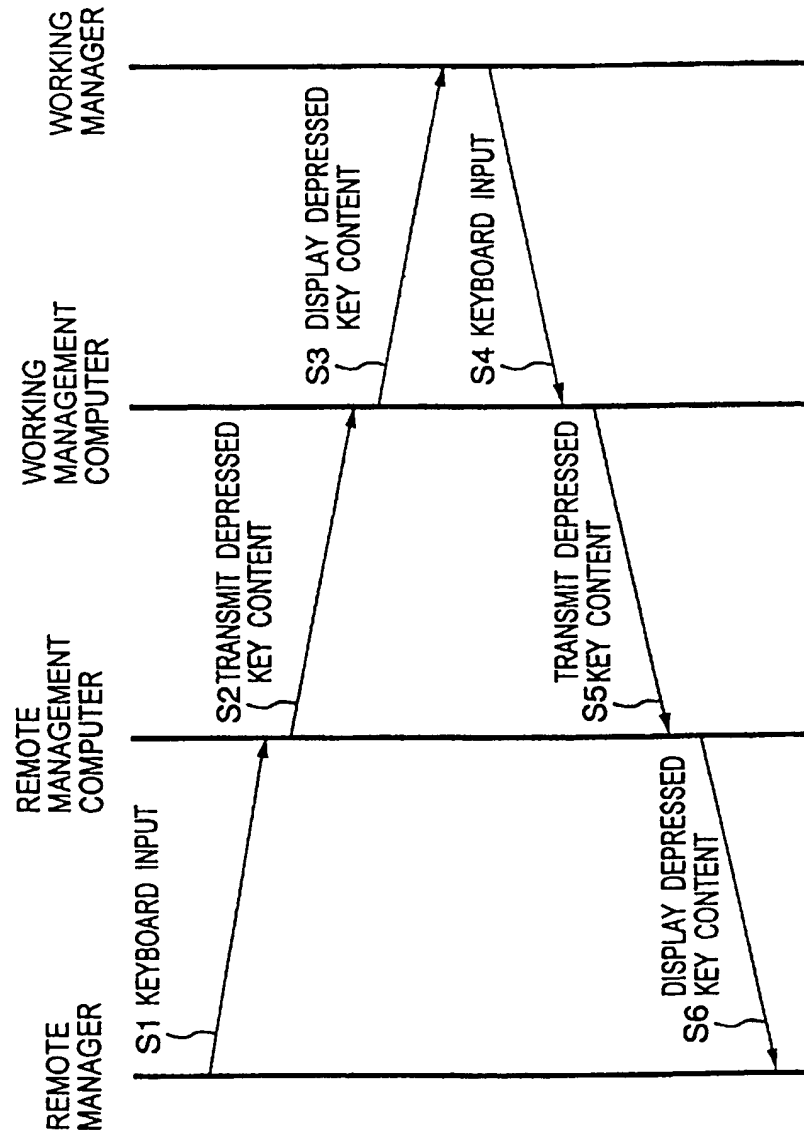 REMOTE
MANAGER
REMOTE
MANAGEMENT
COMPUTER
WORKING
MANAGEMENT
COMPUTER
WORKING
MANAGER
S1 KEYBOARD INPUT
S2 TRANSMIT DEPRESSED
KEY CONTENT
S3 DISPLAY DEPRESSED
KEY CONTENT
S4 KEYBOARD INPUT
TRANSMIT DEPRESSED
S5 KEY CONTENT
DISPLAY DEPRESSED
S6 KEY CONTENT